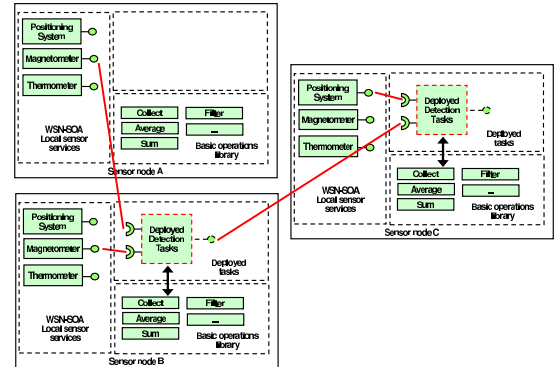 Positioning
System
Magnetometer
Thermometer
WSN-SOA
Local sensor
services
Collect
Filter
Average
...
Sum
Basic operations
library
Sensor node A
Positioning
System
Magnetometer
Thermometer
WSN-SOA
Local sensor
services
Deployed
Detection
Tasks
Deployed
tasks
Collect
Filter
Average
...
Sum
Basic operations
library
Sensor node B
Positioning
System
Magnetometer
Thermometer
WSN-SOA
Local sensor
services
Deployed
Detection
Tasks
Deployed
tasks
Collect
Filter
Average
...
Sum
Basic operations
library
Sensor node C